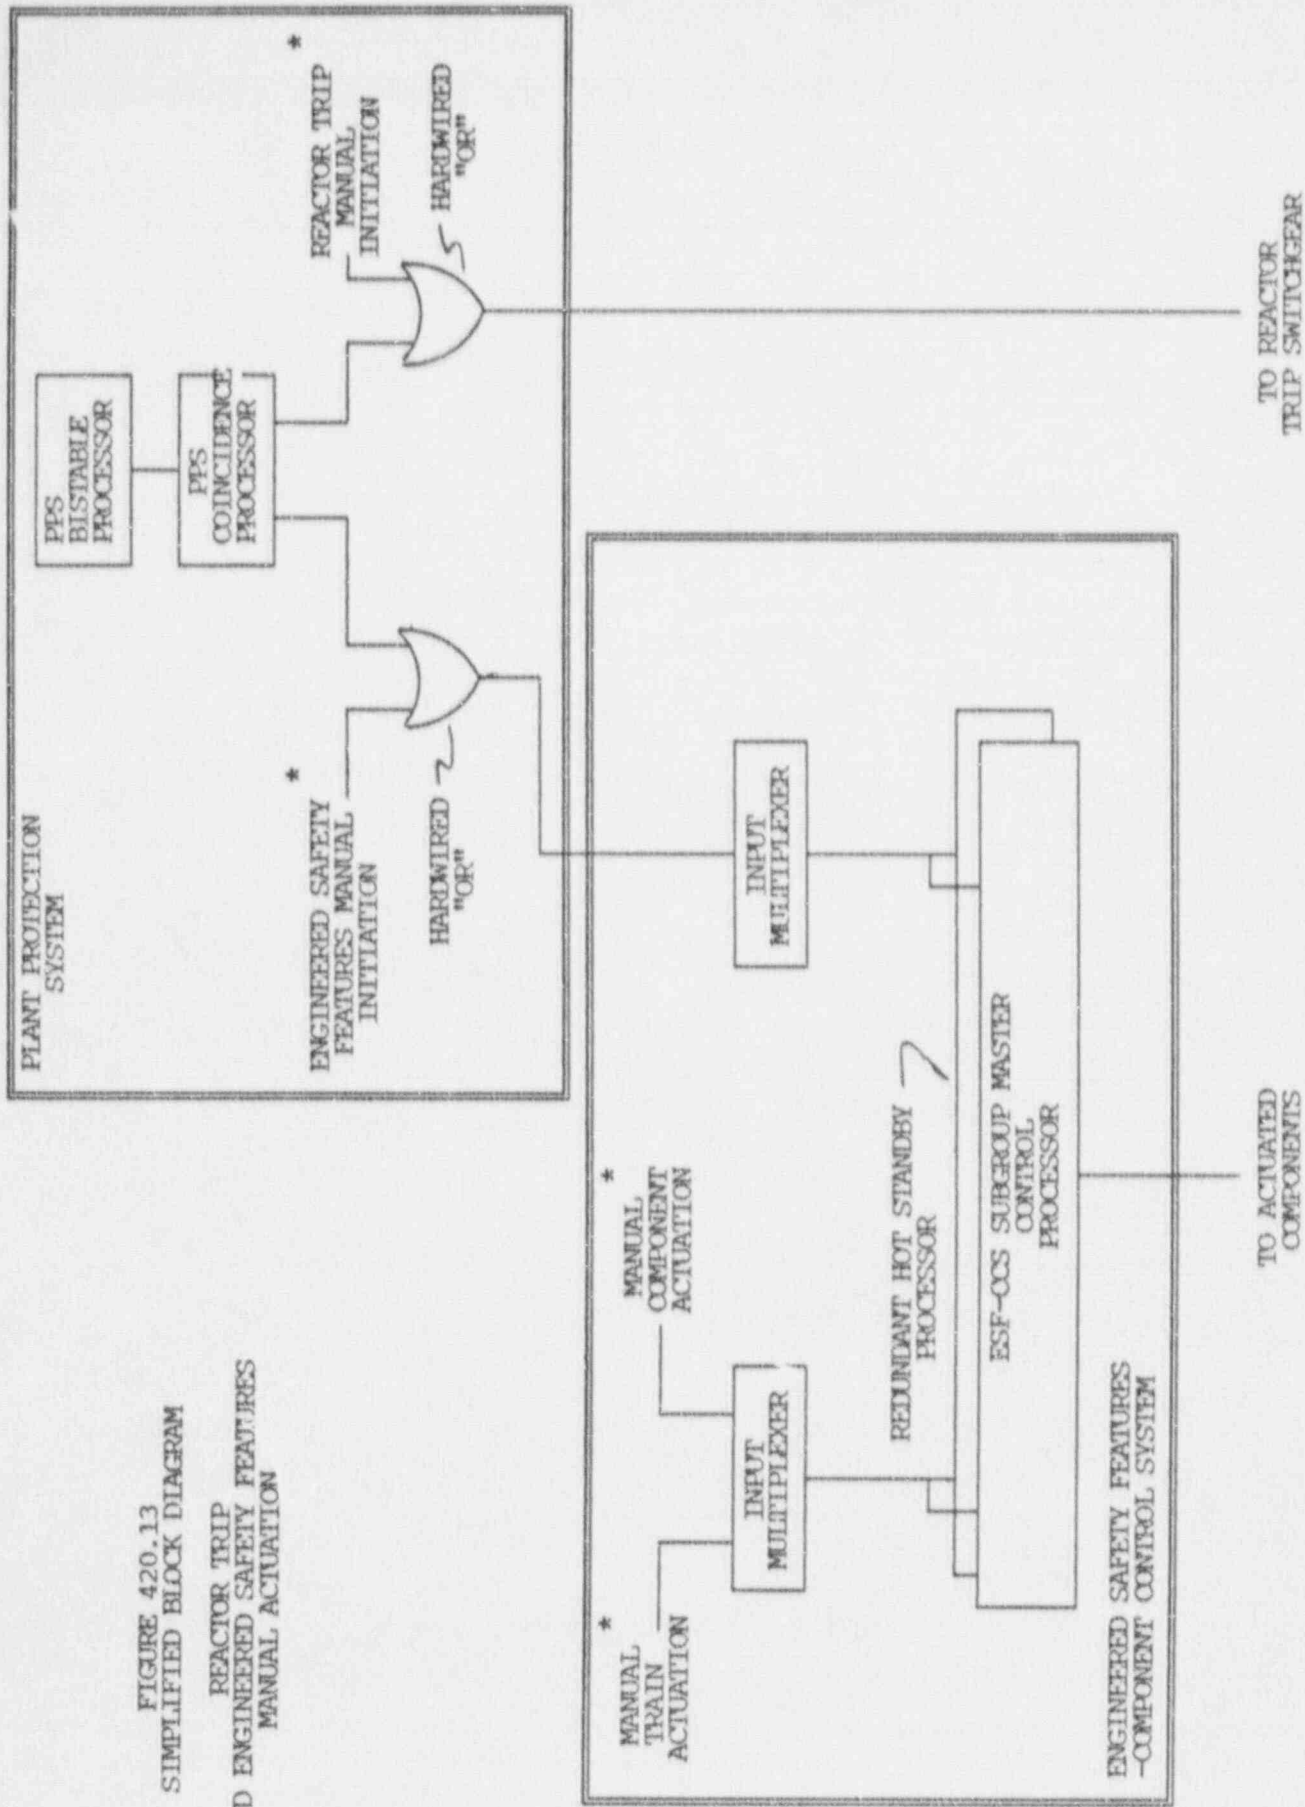 FIGURE 420.13
SIMPLIFIED BLOCK DIAGRAM
REACTOR TRIP
D ENGINEERED SAFETY FEATURES
MANUAL ACTUATION
PLANT PROTECTION
SYSTEM
PPS
BISTABLE
PROCESSOR
PPS
COINCIDENCE
PROCESSOR
*
ENGINEERED SAFETY
FEATURES MANUAL
INITIATION
HARDWIRED
"OR"
*
REACTOR TRIP
MANUAL
INITIATION
HARDWIRED
"OR"
*
MANUAL
TRAIN
ACTUATION
*
MANUAL
COMPONENT
ACTUATION
INPUT
MULTIPLEXER
INPUT
MULTIPLEXER
REDUNDANT HOT STANDBY
PROCESSOR
ESF-CCS SUBGROUP MASTER
CONTROL
PROCESSOR
ENGINEERED SAFETY FEATURES
-COMPONENT CONTROL SYSTEM
TO ACTUATED
COMPONENTS
TO REACTOR
TRIP SWITCHGEAR